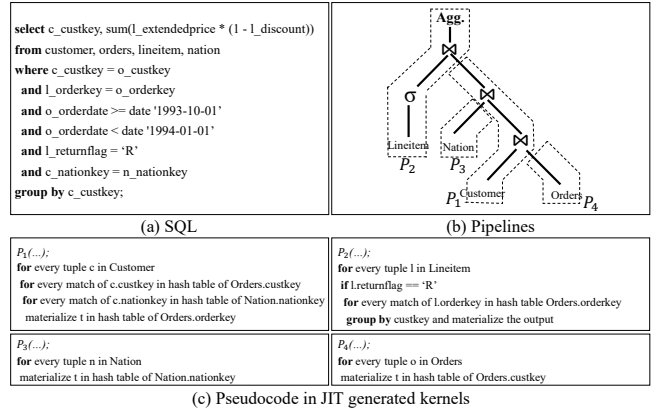 select c_custkey, sum(l_extendedprice * (1 - l_discount))
from customer, orders, lineitem, nation
where c_custkey = o_custkey
and l_orderkey = o_orderkey
and o_orderdate >= date '1993-10-01’
and o_orderdate < date '1994-01-01’
and l_returnflag = ‘R’
and c_nationkey = n_nationkey
group by c_custkey;
(a) SQL
Agg.
⋈
σ ⋈
⋈
Lineitem Nation
P2 P3
Customer Orders
P1 P4
(b) Pipelines
P1(...);
for every tuple c in Customer
for every match of c.custkey in hash table of Orders.custkey
for every match of c.nationkey in hash table of Nation.nationkey
materialize t in hash table of Orders.orderkey
P2(...);
for every tuple l in Lineitem
if l.returnflag == ‘R’
for every match of l.orderkey in hash table Orders.orderkey
group by custkey and materialize the output
P3(...);
for every tuple n in Nation
materialize t in hash table of Nation.nationkey
P4(...);
for every tuple o in Orders
materialize t in hash table of Orders.custkey
(c) Pseudocode in JIT generated kernels